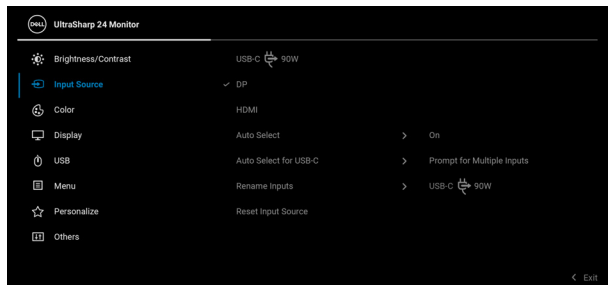 DELL UltraSharp 24 Monitor
Brightness/Contrast USB-C 90W
Input Source DP
Color HDMI
Display Auto Select On
USB Auto Select for USB-C Prompt for Multiple Inputs
Menu Rename Inputs USB-C 90W
Personalize Reset Input Source
Others
Exit